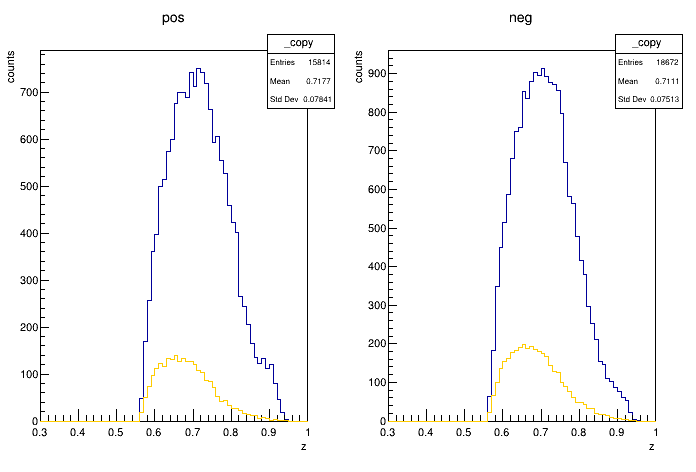 pos
counts
_copy
Entries 15814
Mean 0.7177
Std Dev 0.07841
700
600
500
400
300
200
100
0
0.3 0.4 0.5 0.6 0.7 0.8 0.9 1
z
neg
counts
_copy
Entries 18672
Mean 0.7111
Std Dev 0.07513
900
800
700
600
500
400
300
200
100
0
0.3 0.4 0.5 0.6 0.7 0.8 0.9 1
z